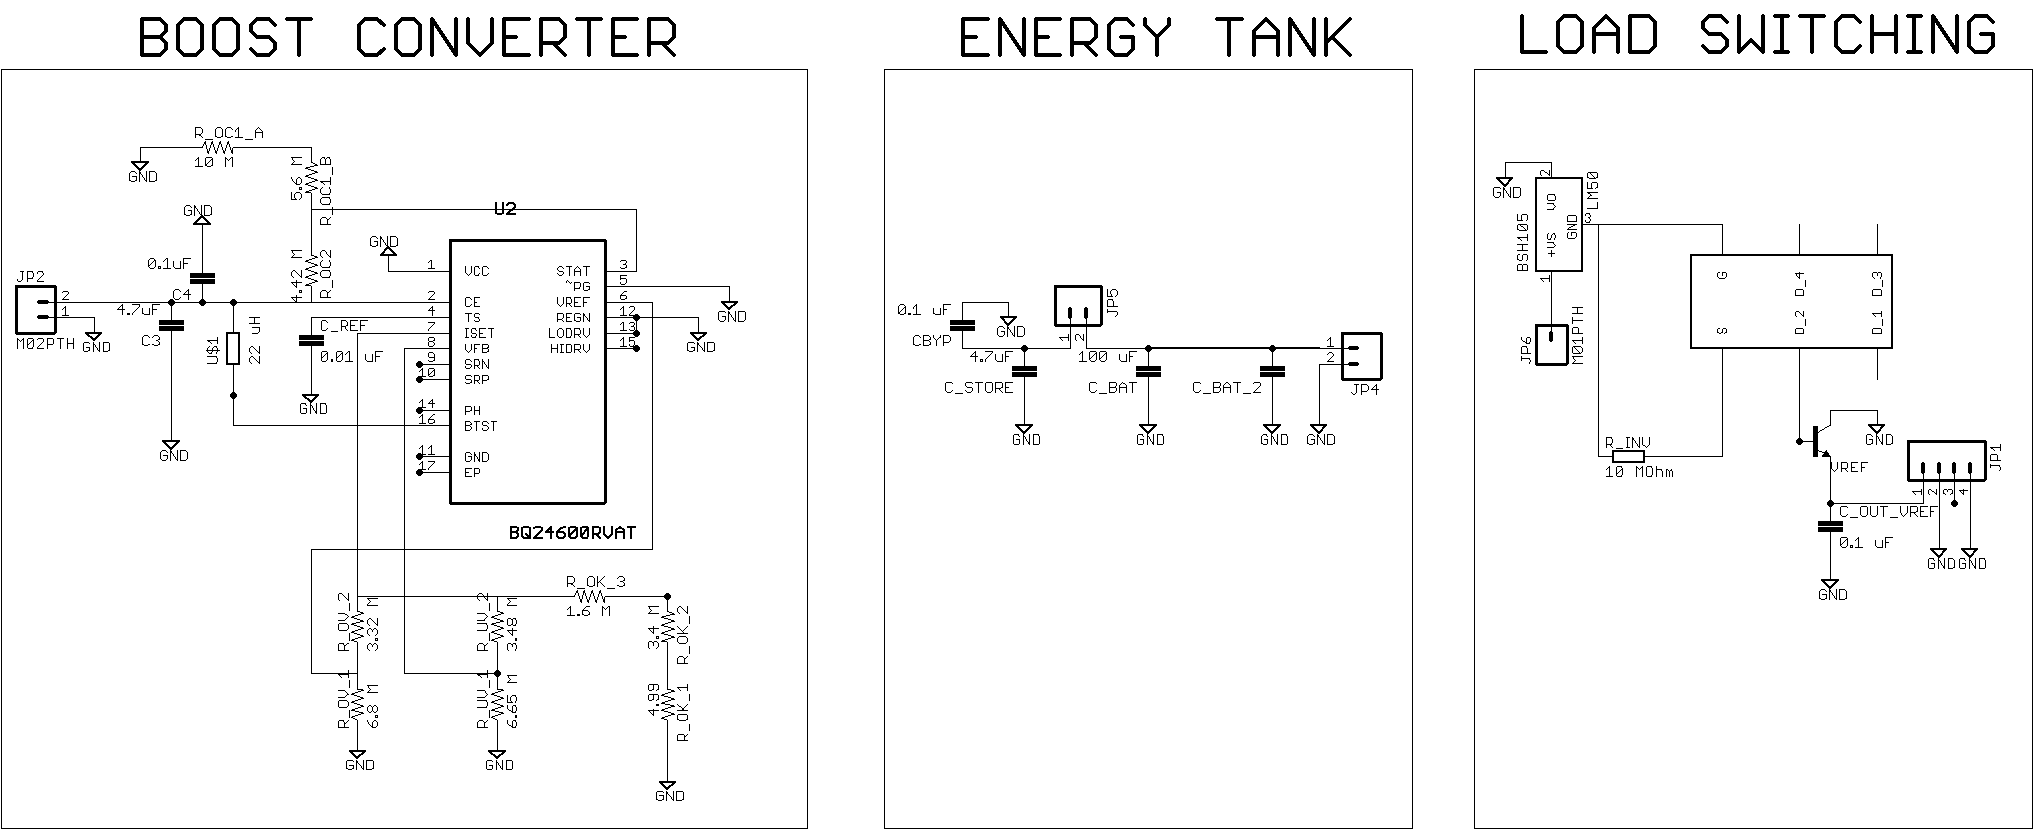 BOOST CONVERTER
R_OC1_A
10 M
GND
5.6 M
R_OC1_B
GND
U2
4.42 M
R_OC2
GND
0.1uF
C4
JP2
2
1
M02PTH
GND
4.7uF
C3
GND
U$1
22 uH
C_REF
0.01 uF
GND
1 VCC
2 CE
4 TS
7 ISET
8 VFB
9 SRN
10 SRP
14 PH
16 BTST
11 GND
17 EP
STAT 3
~PG 5
VREF 6
REGN 12
LODRV 13
HIDRV 15
GND
GND
BQ24600RVAT
R_OK_3
1.6 M
R_OV_2
3.32 M
R_UV_2
3.48 M
3.4 M
R_OK_2
R_OV_1
6.8 M
R_UV_1
6.65 M
4.99
R_OK_1
GND
GND
GND
ENERGY TANK
0.1 uF
CBYP
GND
JP5
1
2
4.7uF
C_STORE
GND
100 uF
C_BAT
GND
C_BAT_2
GND
1
2
JP4
GND
LOAD SWITCHING
GND
2
VO
LM50
BSH105
+VS
GND
3
1
JP6
M01PTH
G
D_4
D_3
S
D_2
D_1
R_INV
10 MOhm
GND
VREF
JP1
1
2
3
4
C_OUT_VREF
0.1 uF
GND
GND
GND